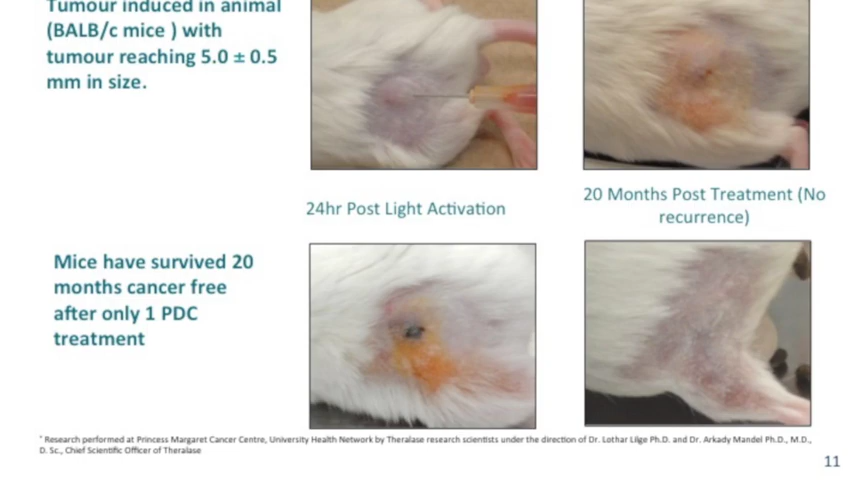 Tumour induced in animal
(BALB/c mice ) with
tumour reaching 5.0 ± 0.5
mm in size.
24hr Post Light Activation
20 Months Post Treatment (No
recurrence)
Mice have survived 20
months cancer free
after only 1 PDC
treatment
* Research performed at Princess Margaret Cancer Centre, University Health Network by Theralase research scientists under the direction of Dr. Lothar Lilge Ph.D. and Dr. Arkady Mandel Ph.D., M.D.,
D. Sc., Chief Scientific Officer of Theralase
11